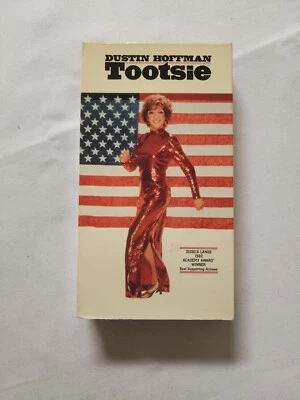 DUSTIN HOFFMAN
Tootsie
JESSICA LANGE
1982
ACADEMY AWARD
WINNER
Best Supporting Actress